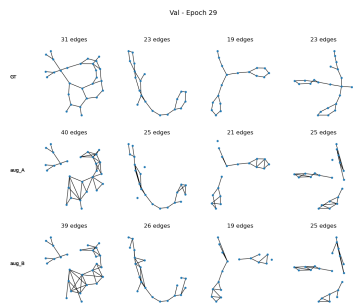 Val - Epoch 29
31 edges 23 edges 19 edges 23 edges
GT
40 edges 25 edges 21 edges 25 edges
aug_A
39 edges 26 edges 19 edges 25 edges
aug_B